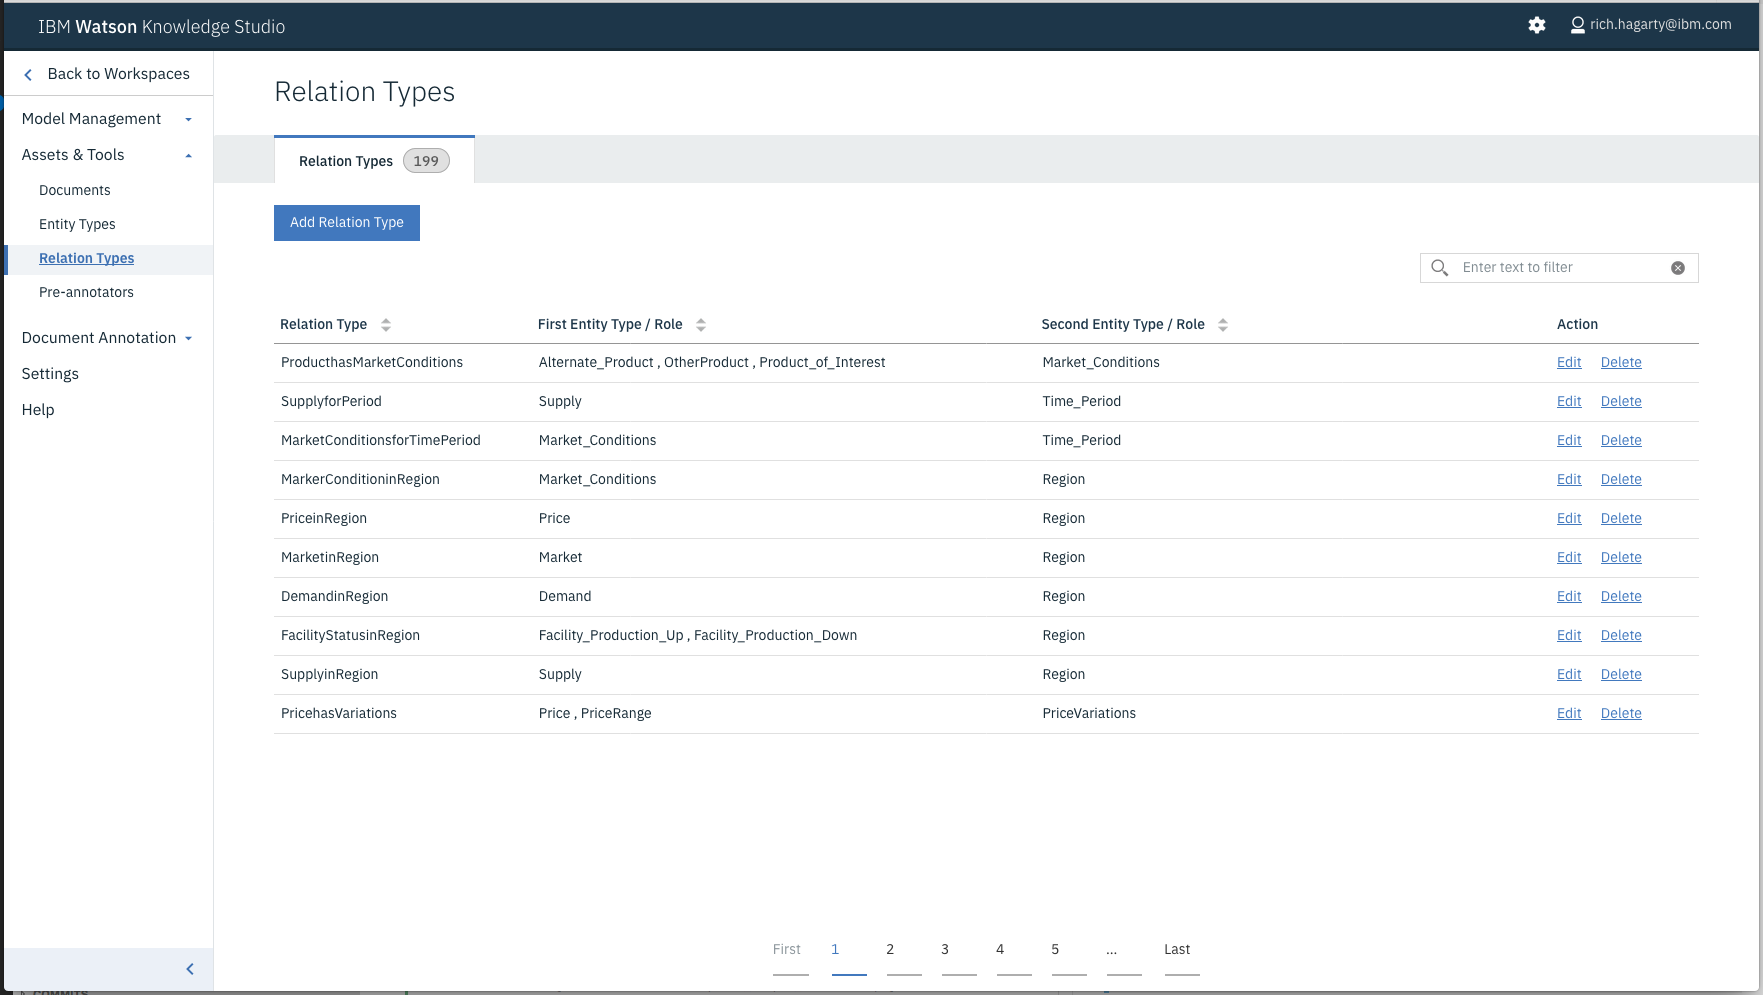 IBM Watson Knowledge Studio
rich.hagarty@ibm.com
Back to Workspaces
Model Management
Assets & Tools
Documents
Entity Types
Relation Types
Pre-annotators
Document Annotation
Settings
Help
Relation Types
Relation Types 199
Add Relation Type
Enter text to filter
Relation Type First Entity Type / Role Second Entity Type / Role Action
ProducthasMarketConditions Alternate_Product , OtherProduct , Product_of_Interest Market_Conditions Edit Delete
SupplyforPeriod Supply Time_Period Edit Delete
MarketConditionsforTimePeriod Market_Conditions Time_Period Edit Delete
MarkerConditioninRegion Market_Conditions Region Edit Delete
PriceinRegion Price Region Edit Delete
MarketinRegion Market Region Edit Delete
DemandinRegion Demand Region Edit Delete
FacilityStatusinRegion Facility_Production_Up , Facility_Production_Down Region Edit Delete
SupplyinRegion Supply Region Edit Delete
PricehasVariations Price , PriceRange PriceVariations Edit Delete
First 1 2 3 4 5 ... Last